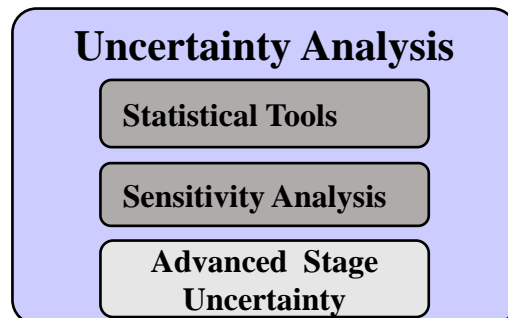 Uncertainty Analysis
Statistical Tools
Sensitivity Analysis
Advanced Stage
Uncertainty